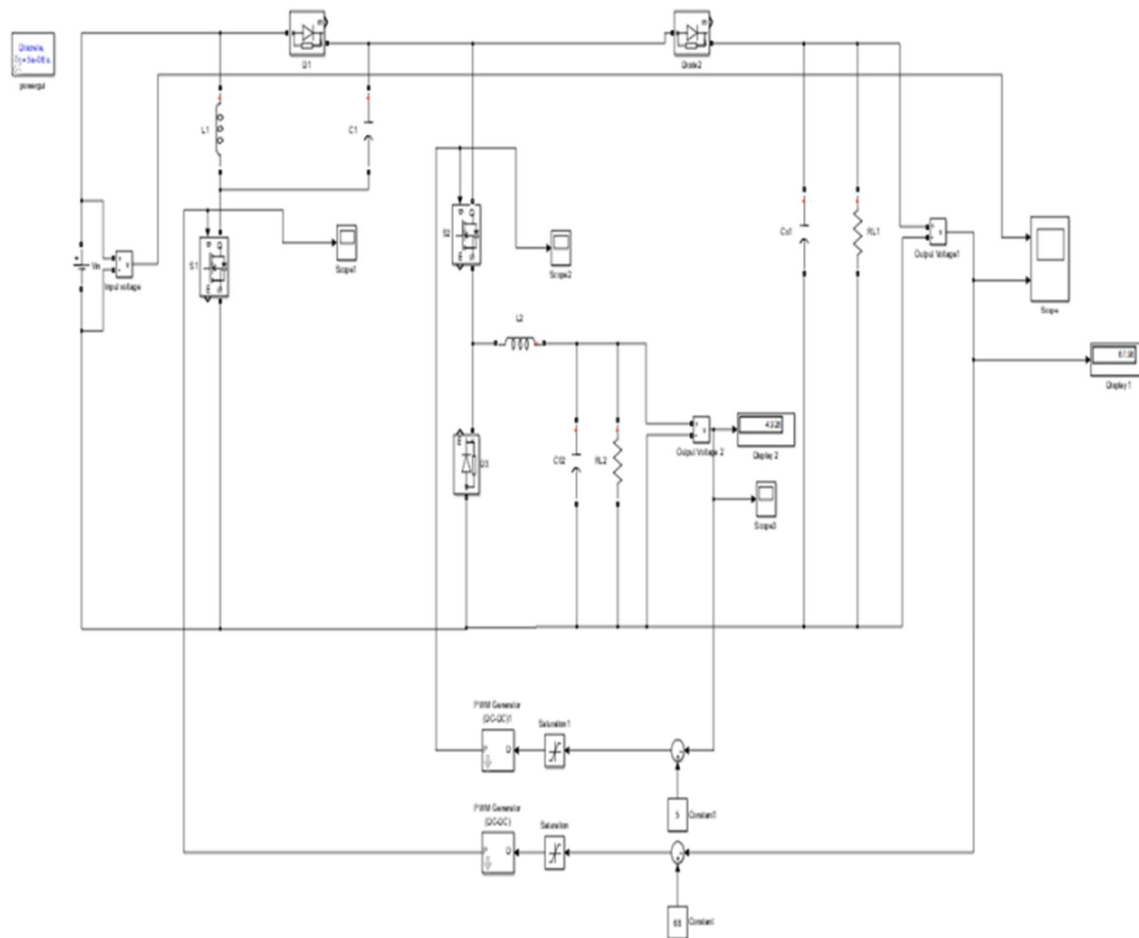 Discrete,
powergui
D1
Diode2
L1
C1
Vin
Input voltage
S1
Scope1
S2
Scope2
L2
D3
RL2
Output Voltage 2
Display 2
Scope3
Co1
RL1
Output Voltage1
Scope
Display 1
PWM Generator
(DC-DC)1
P
D
Saturation1
5
Constant1
PWM Generator
(DC-DC)
P
D
Saturation
Constant